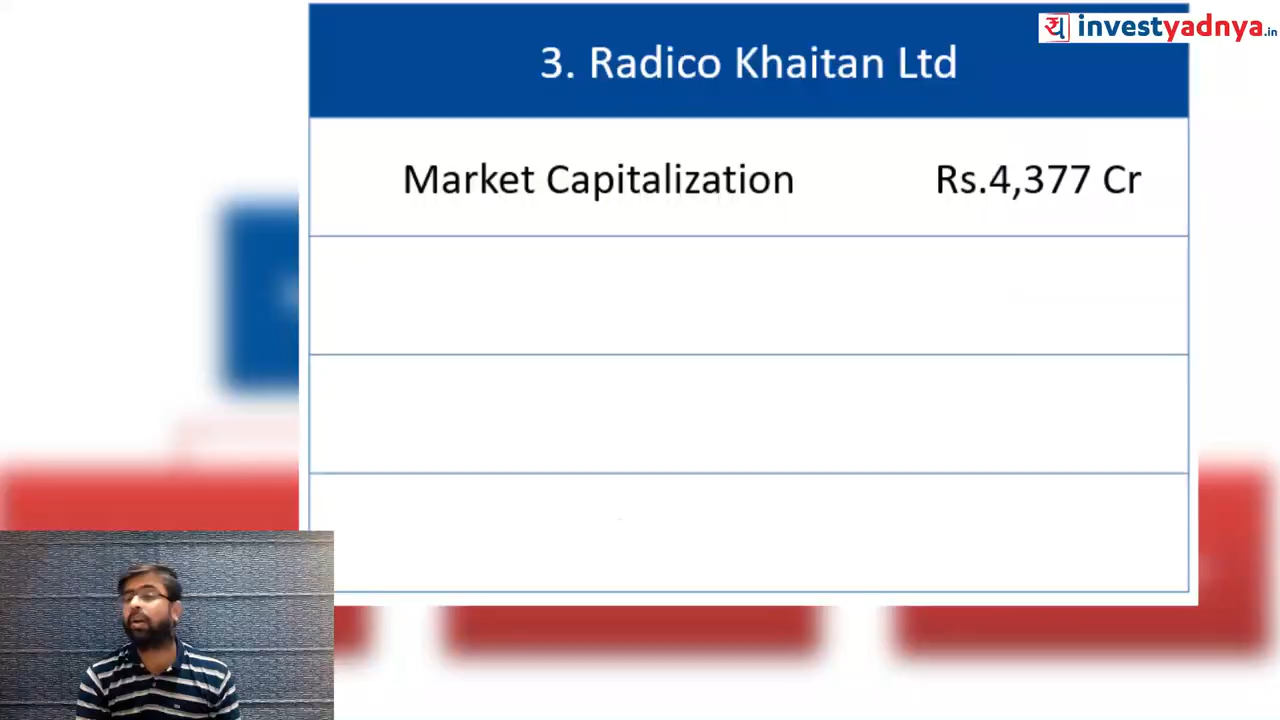 य investyadnya.in
3. Radico Khaitan Ltd
Market Capitalization Rs.4,377 Cr